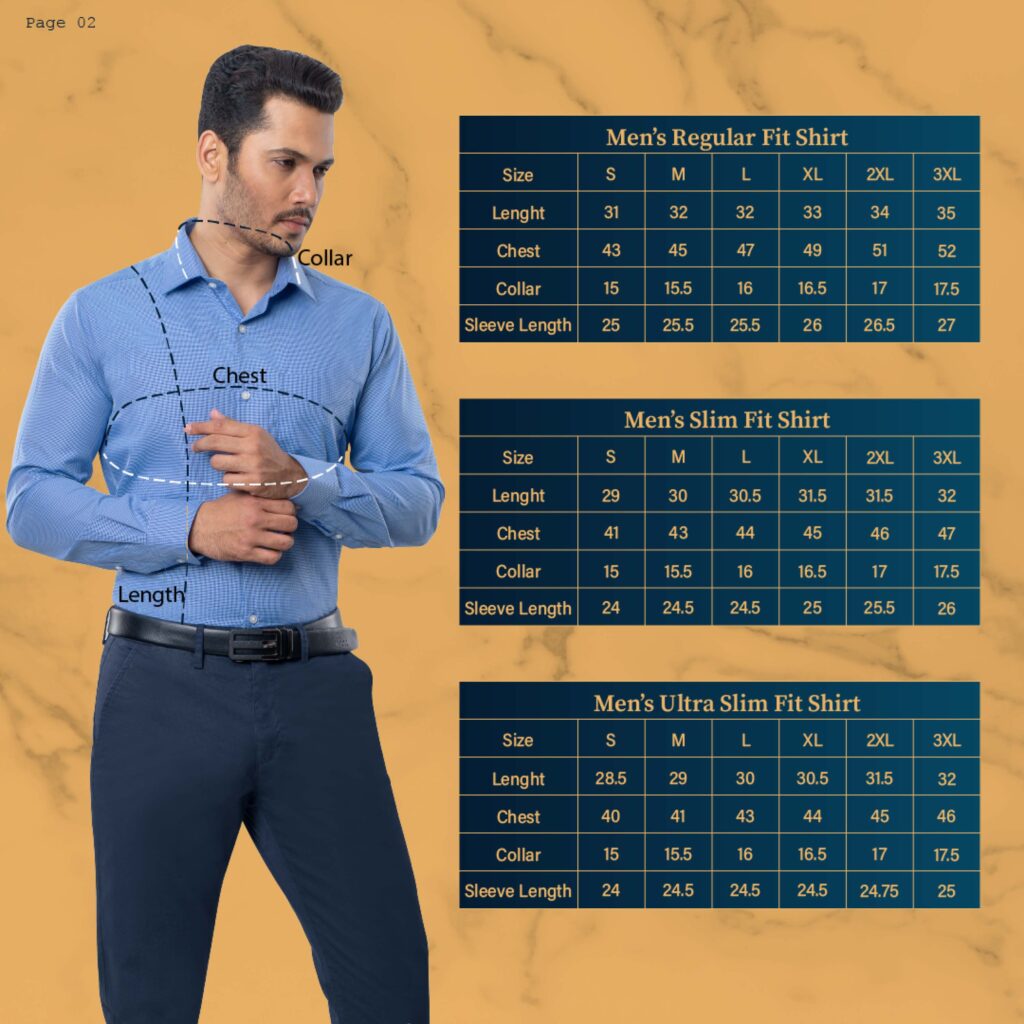 Page 02
Collar
Chest
Length
Men's Regular Fit Shirt
Size S M L XL 2XL 3XL
Lenght 31 32 32 33 34 35
Chest 43 45 47 49 51 52
Collar 15 15.5 16 16.5 17 17.5
Sleeve Length 25 25.5 25.5 26 26.5 27
Men's Slim Fit Shirt
Size S M L XL 2XL 3XL
Lenght 29 30 30.5 31.5 31.5 32
Chest 41 43 44 45 46 47
Collar 15 15.5 16 16.5 17 17.5
Sleeve Length 24 24.5 24.5 25 25.5 26
Men's Ultra Slim Fit Shirt
Size S M L XL 2XL 3XL
Lenght 28.5 29 30 30.5 31.5 32
Chest 40 41 43 44 45 46
Collar 15 15.5 16 16.5 17 17.5
Sleeve Length 24 24.5 24.5 24.5 24.75 25